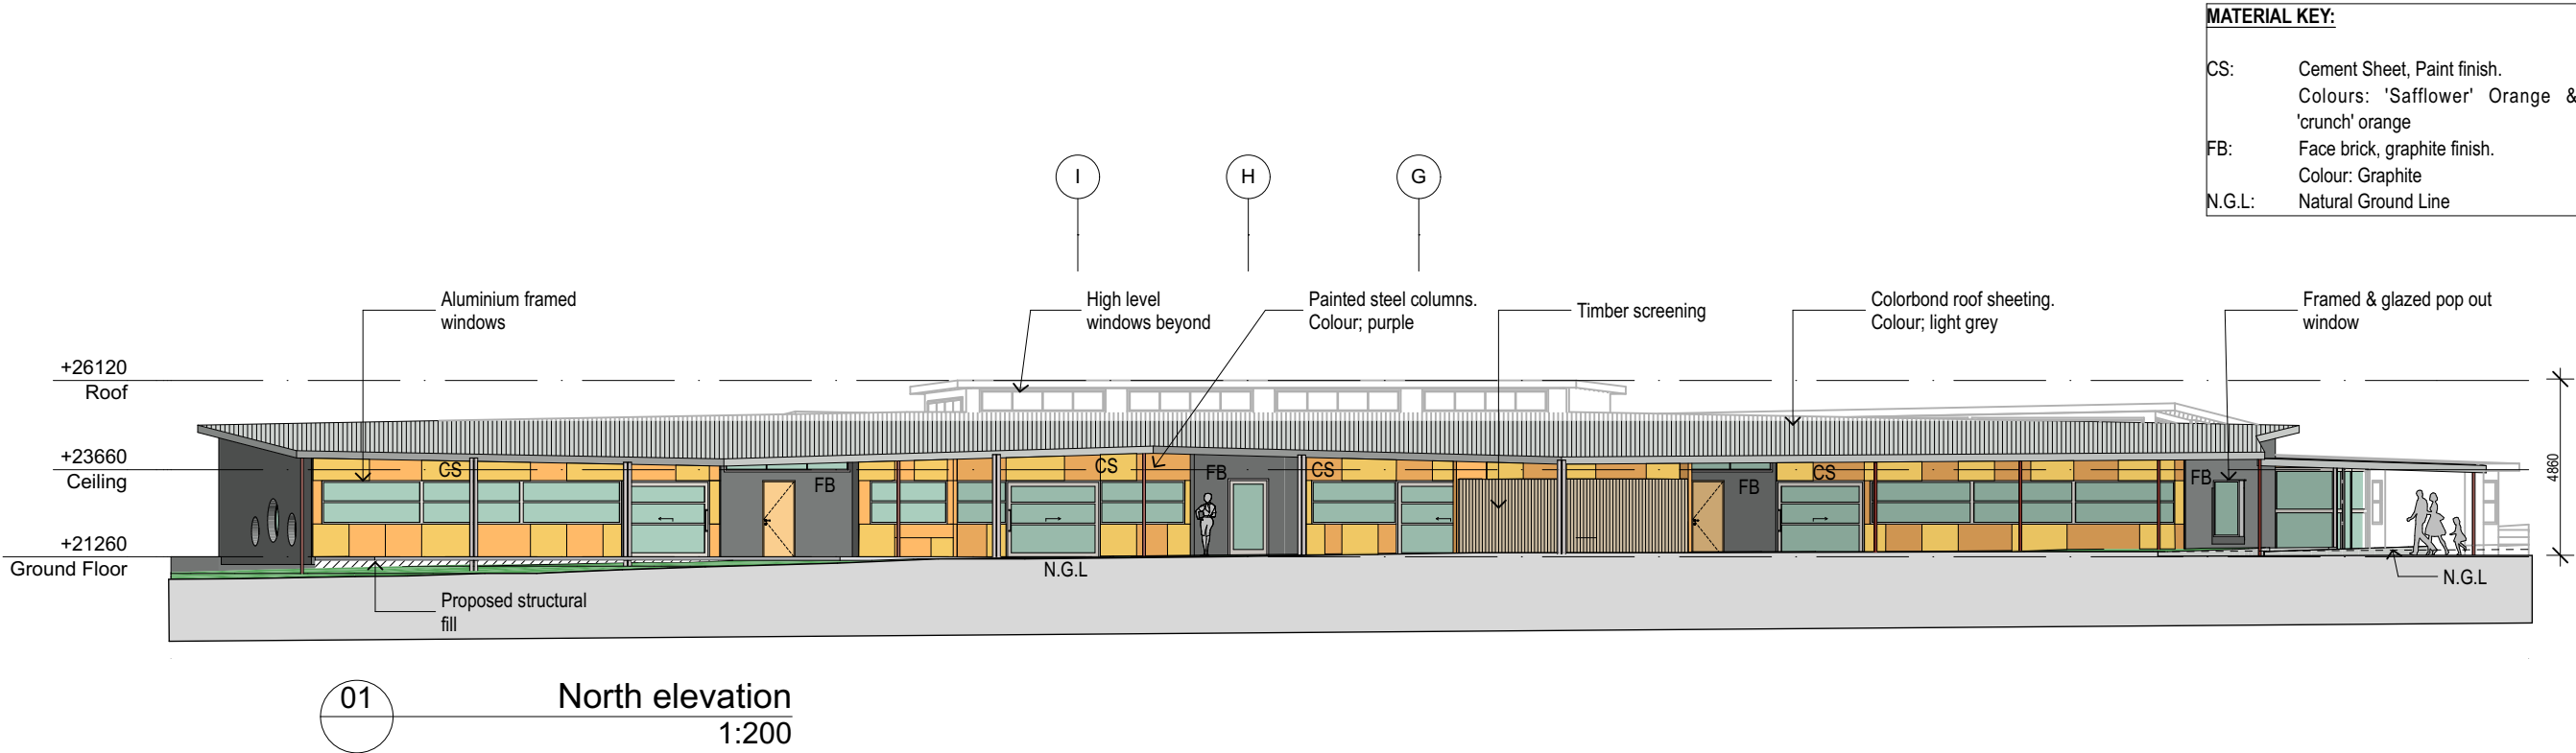 MATERIAL KEY:
CS: Cement Sheet, Paint finish.
Colours: 'Safflower' Orange &
'crunch' orange
FB: Face brick, graphite finish.
Colour: Graphite
N.G.L: Natural Ground Line
I H G
Aluminium framed
windows
High level
windows beyond
Painted steel columns.
Colour; purple
Timber screening
Colorbond roof sheeting.
Colour; light grey
Framed & glazed pop out
window
+26120
Roof
+23660
Ceiling
+21260
Ground Floor
CS
FB
CS
FB
CS
FB
CS
FB
4860
N.G.L
N.G.L
Proposed structural
fill
01 North elevation
1:200